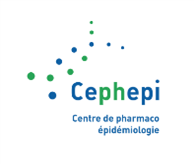 Cephepi
Centre de pharmaco
épidémiologie